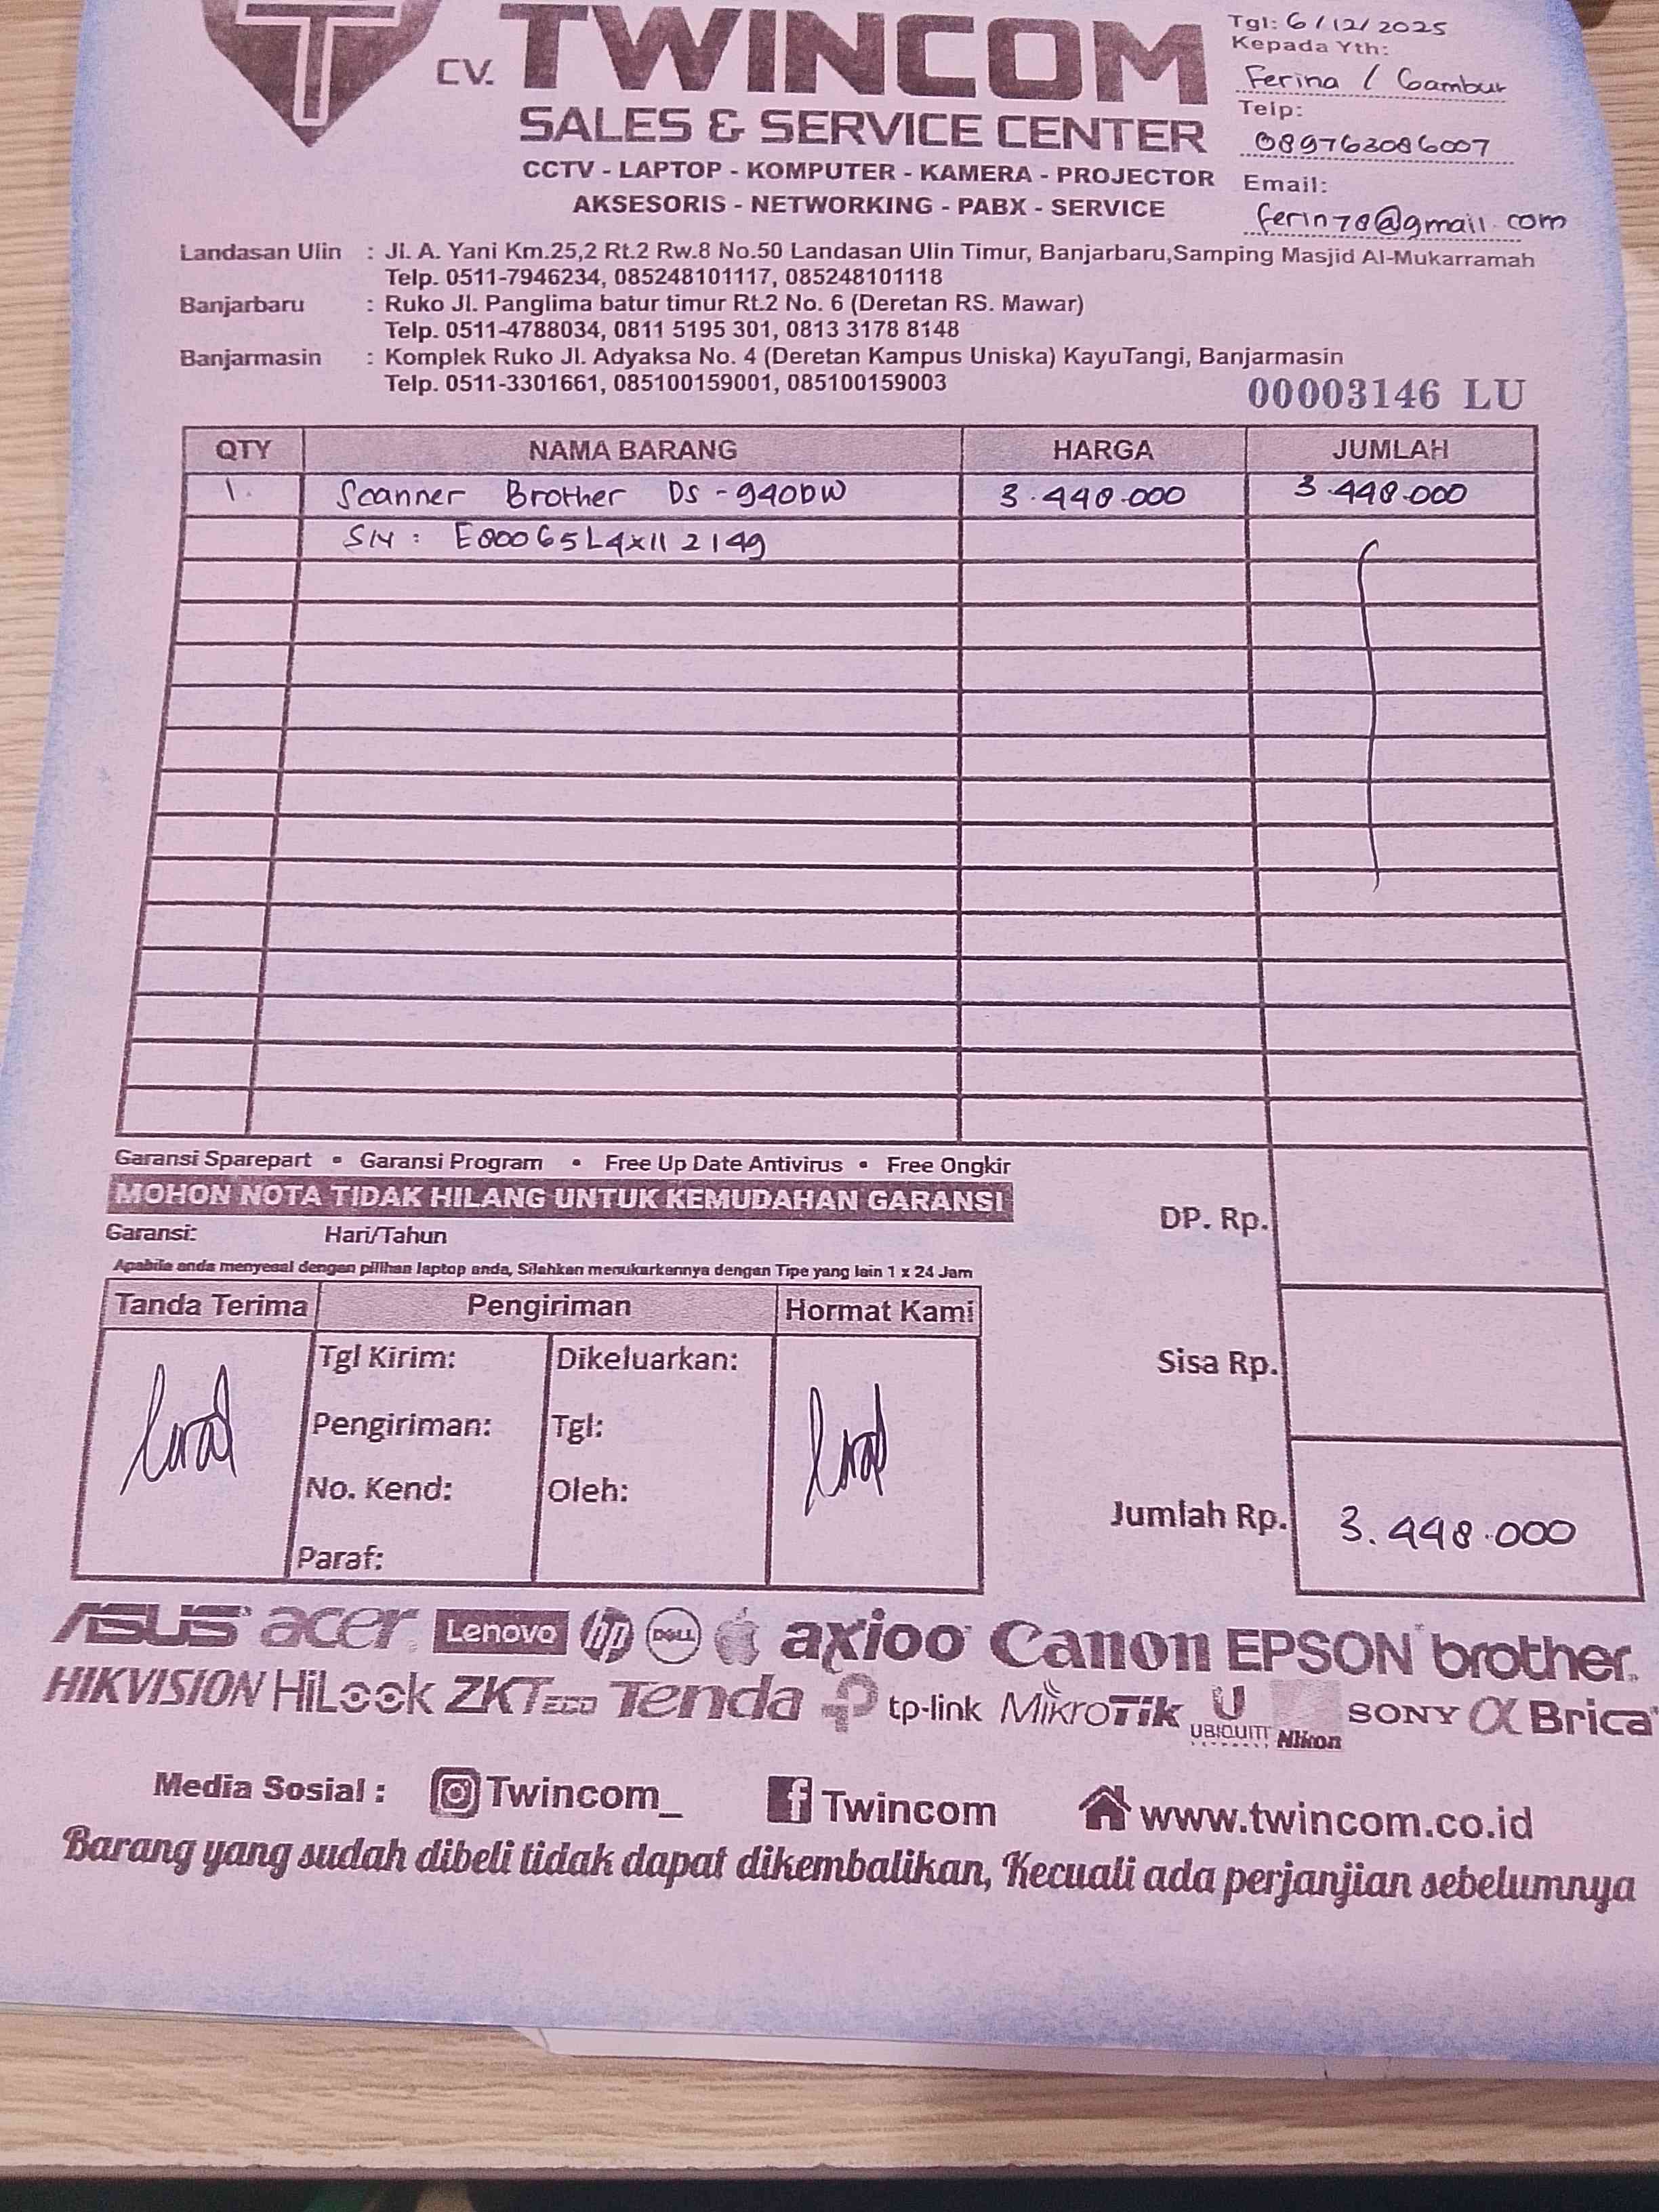 CV. TWINCOM
SALES & SERVICE CENTER
CCTV - LAPTOP - KOMPUTER - KAMERA - PROJECTOR
AKSESORIS - NETWORKING - PABX - SERVICE
Tgl: 6/12/2025
Kepada Yth:
Ferina / Gambur
Telp:
089763086007
Email:
ferin78@gmail.com
Landasan Ulin : Jl. A. Yani Km.25,2 Rt.2 Rw.8 No.50 Landasan Ulin Timur, Banjarbaru,Samping Masjid Al-Mukarramah
Telp. 0511-7946234, 085248101117, 085248101118
Banjarbaru : Ruko Jl. Panglima batur timur Rt.2 No. 6 (Deretan RS. Mawar)
Telp. 0511-4788034, 0811 5195 301, 0813 3178 8148
Banjarmasin : Komplek Ruko Jl. Adyaksa No. 4 (Deretan Kampus Uniska) KayuTangi, Banjarmasin
Telp. 0511-3301661, 085100159001, 085100159003
00003146 LU
QTY NAMA BARANG HARGA JUMLAH
1. Scanner Brother DS-940DW 3.448.000 3.448.000
S/N : E80065L4X112149
Garansi Sparepart • Garansi Program • Free Up Date Antivirus • Free Ongkir
MOHON NOTA TIDAK HILANG UNTUK KEMUDAHAN GARANSI
Garansi: Hari/Tahun
Apabila anda menyesal dengan pilihan laptop anda, Silahkan menukarkannya dengan Tipe yang lain 1 x 24 Jam
DP. Rp.
Sisa Rp.
Jumlah Rp. 3.448.000
Tanda Terima Pengiriman Hormat Kami
Tgl Kirim: Dikeluarkan:
Pengiriman: Tgl:
No. Kend: Oleh:
Paraf:
ASUS acer Lenovo hp DELL axioo Canon EPSON brother
HIKVISION HiLook ZKTeco Tenda tp-link MikroTik U UBIQUITI Nikon SONY α Brica
Media Sosial : Twincom_ f Twincom www.twincom.co.id
Barang yang sudah dibeli tidak dapat dikembalikan, Kecuali ada perjanjian sebelumnya